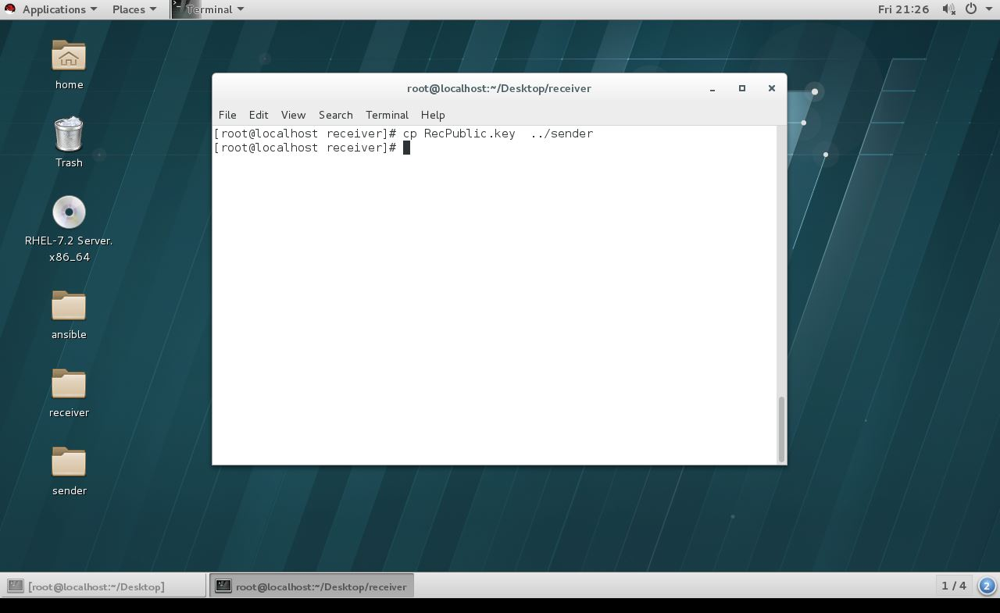 Applications Places Terminal Fri 21:26
home
Trash
RHEL-7.2 Server.
x86_64
ansible
receiver
sender
root@localhost:~/Desktop/receiver
File Edit View Search Terminal Help
[root@localhost receiver]# cp RecPublic.key  ../sender
[root@localhost receiver]#
[root@localhost:~/Desktop] root@localhost:~/Desktop/receiver 1 / 4 2